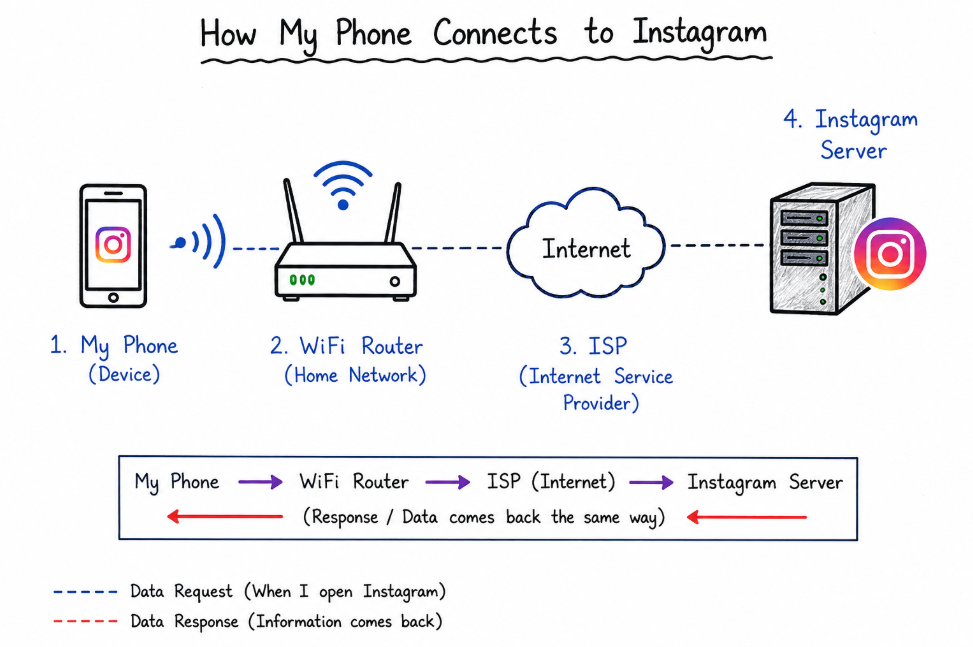 How My Phone Connects to Instagram
4. Instagram
Server
Internet
1. My Phone
(Device)
2. WiFi Router
(Home Network)
3. ISP
(Internet Service
Provider)
My Phone WiFi Router ISP (Internet) Instagram Server
(Response / Data comes back the same way)
Data Request (When I open Instagram)
Data Response (Information comes back)